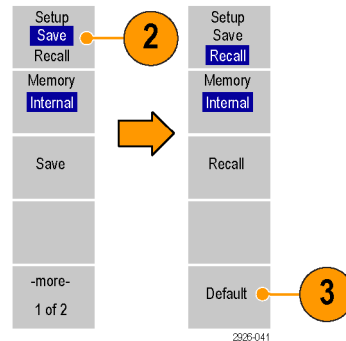 Setup
Save
Recall
2
Memory
Internal
Save
-more-
1 of 2
Setup
Save
Recall
Memory
Internal
Recall
Default
3
2926-041